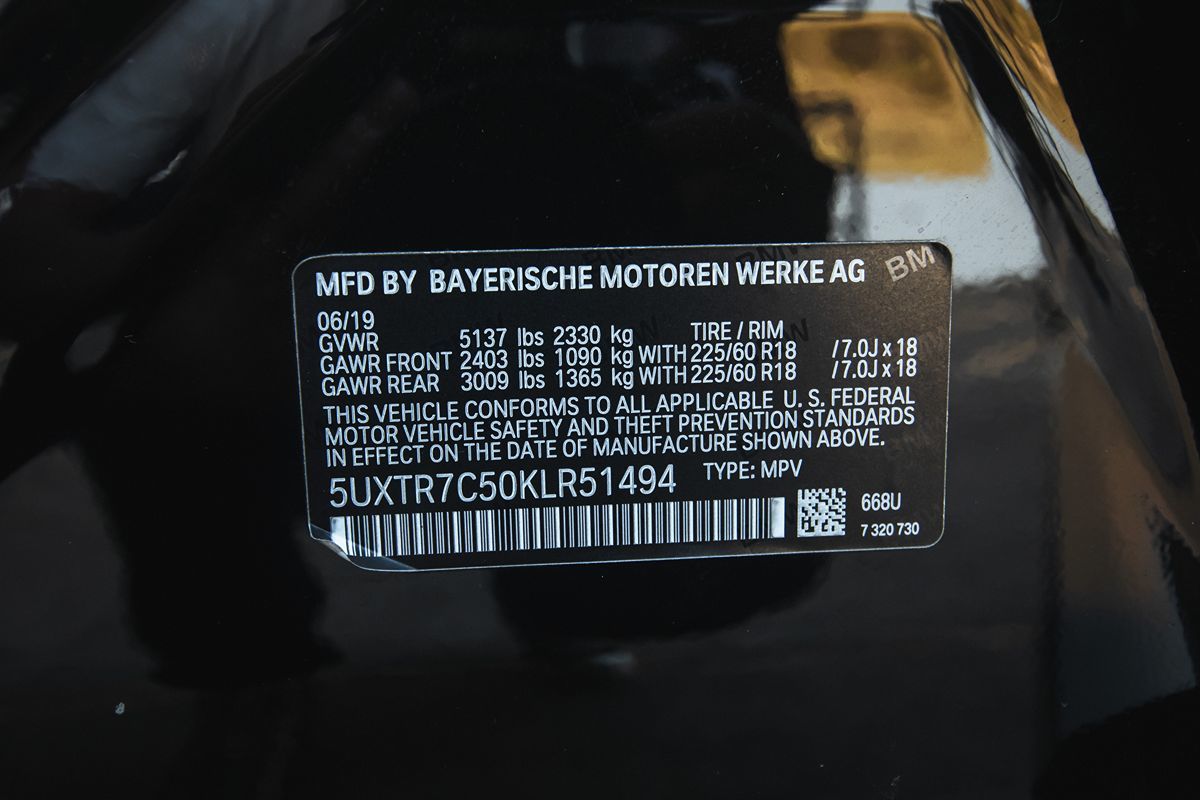 MFD BY BAYERISCHE MOTOREN WERKE AG
BM
06/19
GVWR 5137 lbs 2330 kg TIRE / RIM
GAWR FRONT 2403 lbs 1090 kg WITH 225/60 R18 /7.0J x 18
GAWR REAR 3009 lbs 1365 kg WITH 225/60 R18 /7.0J x 18
THIS VEHICLE CONFORMS TO ALL APPLICABLE U. S. FEDERAL
MOTOR VEHICLE SAFETY AND THEFT PREVENTION STANDARDS
IN EFFECT ON THE DATE OF MANUFACTURE SHOWN ABOVE.
5UXTR7C50KLR51494 TYPE: MPV
668U
7 320 730